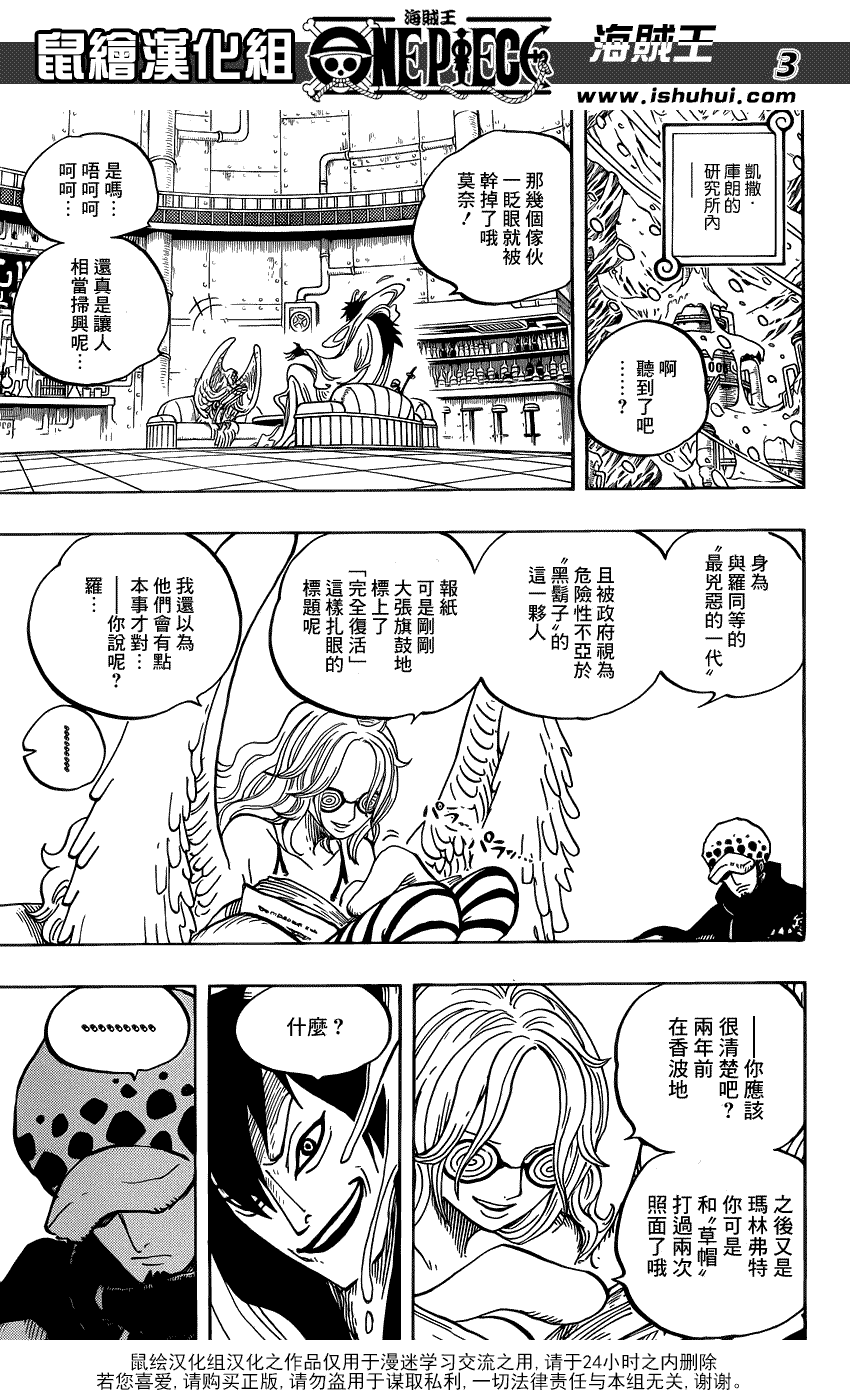 鼠繪漢化組
海賊王
ONE PIECE
海賊王
3
www.ishuhui.com
凱撒·
庫朗的
研究所內
——
啊
聽到了吧
……？
那幾個傢伙
一眨眼就被
幹掉了哦
莫奈！
是嗎…
唔呵呵
呵呵…
還真是讓人
相當掃興呢…
身為
與羅同等的
〝最兇惡的一代〞
且被政府視為
危險性不亞於
〝黑鬍子〞的
這一夥人
報紙
可是剛剛
大張旗鼓地
標上了
「完全復活」
這樣扎眼的
標題呢
我還以為
他們會有點
本事才對…
——你說呢？
羅…
………
——你應該
很清楚吧？
兩年前
在香波地
之後又是
瑪林弗特
你可是
和〝草帽〞
打過兩次
照面了哦
什麼？
………
鼠绘汉化组汉化之作品仅用于漫迷学习交流之用, 请于24小时之内删除
若您喜爱, 请购买正版, 请勿盗用于谋取私利, 一切法律责任与本组无关, 谢谢.